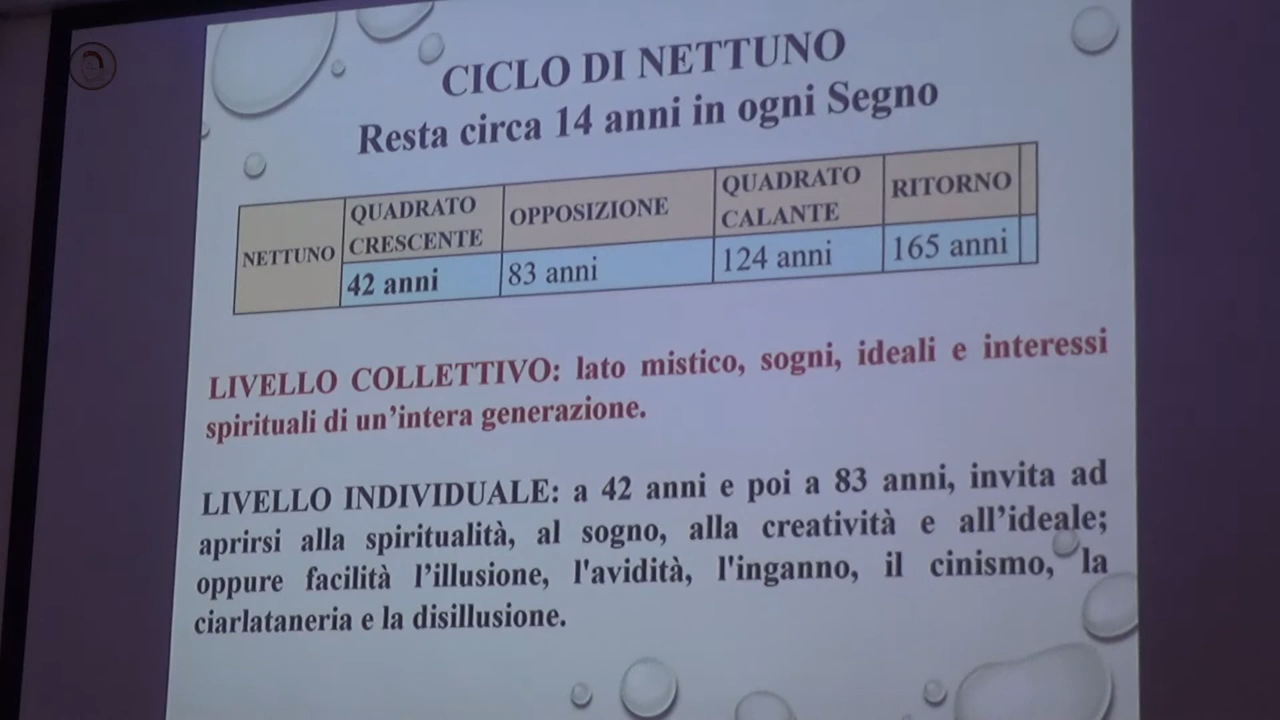 CICLO DI NETTUNO
Resta circa 14 anni in ogni Segno
NETTUNO
QUADRATO CRESCENTE
OPPOSIZIONE
QUADRATO CALANTE
RITORNO
42 anni
83 anni
124 anni
165 anni
LIVELLO COLLETTIVO: lato mistico, sogni, ideali e interessi
spirituali di un’intera generazione.
LIVELLO INDIVIDUALE: a 42 anni e poi a 83 anni, invita ad
aprirsi alla spiritualità, al sogno, alla creatività e all’ideale;
oppure facilità l’illusione, l'avidità, l'inganno, il cinismo, la
ciarlataneria e la disillusione.